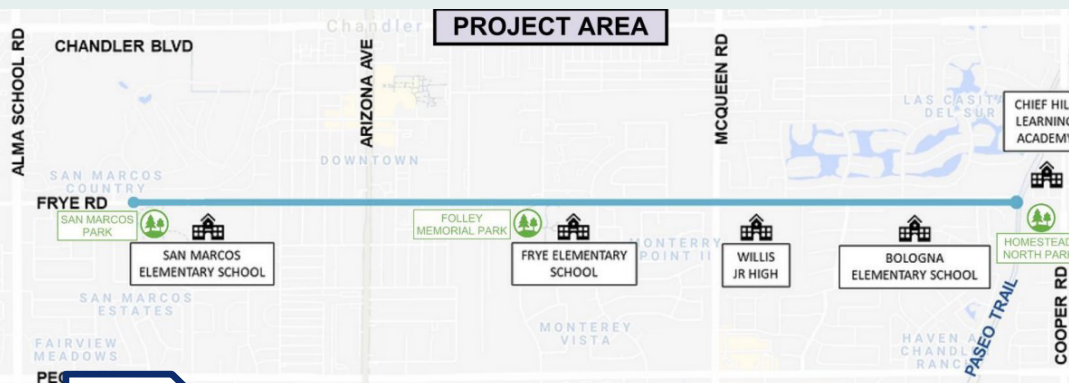 PROJECT AREA
Chandler
CHANDLER BLVD
ALMA SCHOOL RD
ARIZONA AVE
MCQUEEN RD
LAS CASITA
DEL SUR
CHIEF HILL
LEARNING
ACADEMY
DOWNTOWN
SAN MARCOS
COUNTRY
FRYE RD
SAN MARCOS
PARK
SAN MARCOS
ELEMENTARY SCHOOL
FOLLEY
MEMORIAL PARK
FRYE ELEMENTARY
SCHOOL
MONTERRY
POINT II
WILLIS
JR HIGH
BOLOGNA
ELEMENTARY SCHOOL
HOMESTEAD
NORTH PARK
SAN MARCOS
ESTATES
MONTEREY
VISTA
HAVEN A
CHANDL
RANC
PASEO TRAIL
COOPER RD
FAIRVIEW
MEADOWS